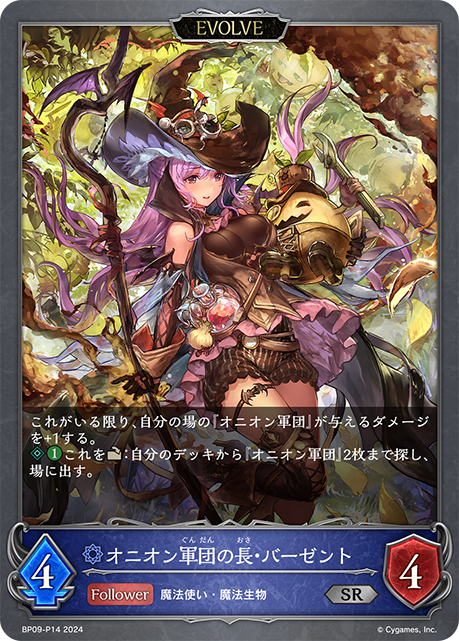 EVOLVE
これがいる限り、自分の場の『オニオン軍団』が与えるダメージ
を+1する。
1 これを:自分のデッキから『オニオン軍団』2枚まで探し、
場に出す。
ぐんだん おさ
オニオン軍団の長・バーゼント
4
Follower 魔法使い・魔法生物 SR
4
BP09-P14 2024 © Cygames, Inc.